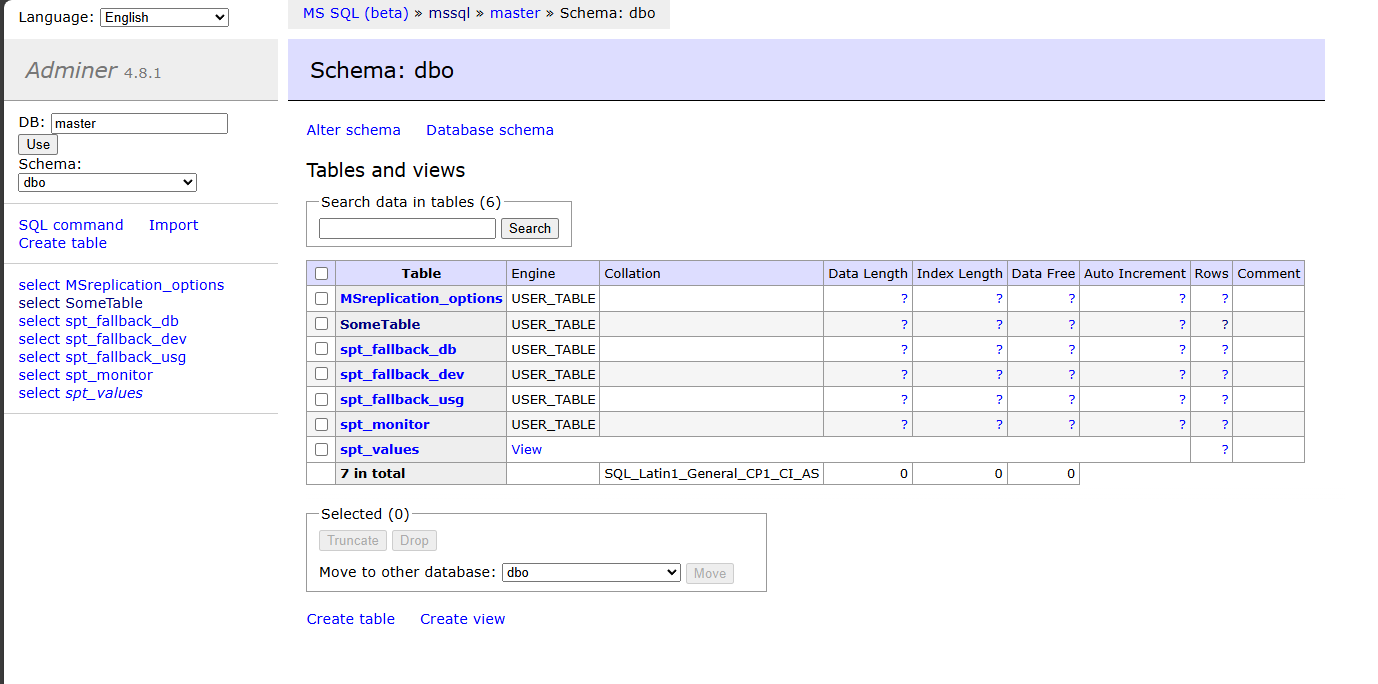 Language: English
MS SQL (beta) » mssql » master » Schema: dbo
Adminer 4.8.1
Schema: dbo
DB: master
Use
Schema:
dbo
SQL command Import
Create table
select MSreplication_options
select SomeTable
select spt_fallback_db
select spt_fallback_dev
select spt_fallback_usg
select spt_monitor
select spt_values
Alter schema Database schema
Tables and views
Search data in tables (6)
Search
Table Engine Collation Data Length Index Length Data Free Auto Increment Rows Comment
MSreplication_options USER_TABLE ? ? ? ? ?
SomeTable USER_TABLE ? ? ? ? ?
spt_fallback_db USER_TABLE ? ? ? ? ?
spt_fallback_dev USER_TABLE ? ? ? ? ?
spt_fallback_usg USER_TABLE ? ? ? ? ?
spt_monitor USER_TABLE ? ? ? ? ?
spt_values View ?
7 in total SQL_Latin1_General_CP1_CI_AS 0 0 0
Selected (0)
Truncate Drop
Move to other database: dbo Move
Create table Create view